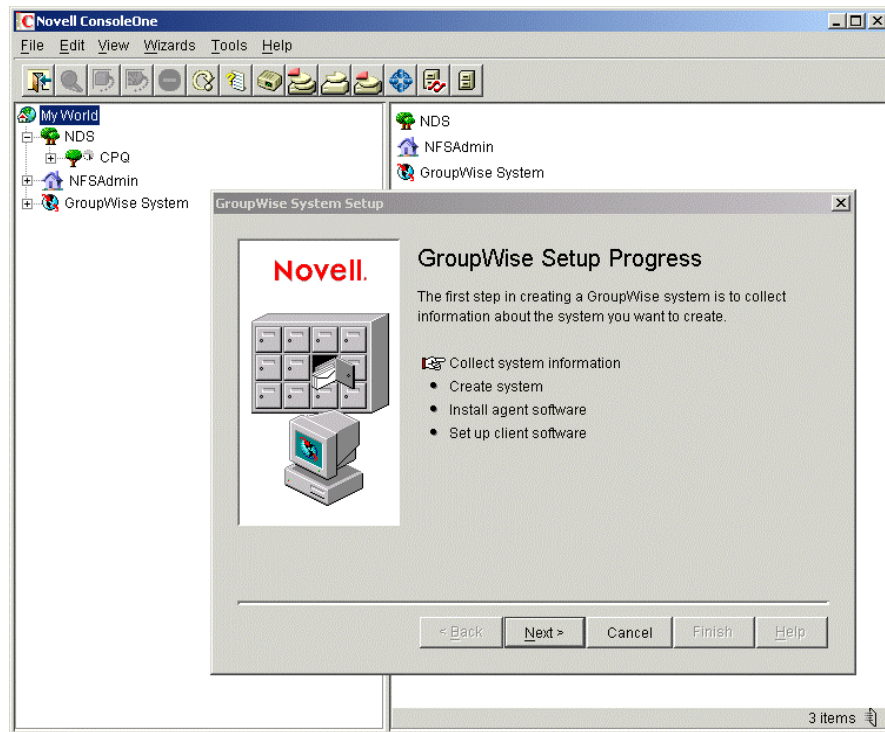 Novell ConsoleOne
File Edit View Wizards Tools Help
My World
NDS
CPQ
NFSAdmin
GroupWise System
NDS
NFSAdmin
GroupWise System
GroupWise System Setup
Novell.
GroupWise Setup Progress
The first step in creating a GroupWise system is to collect
information about the system you want to create.
Collect system information
• Create system
• Install agent software
• Set up client software
< Back Next > Cancel Finish Help
3 items